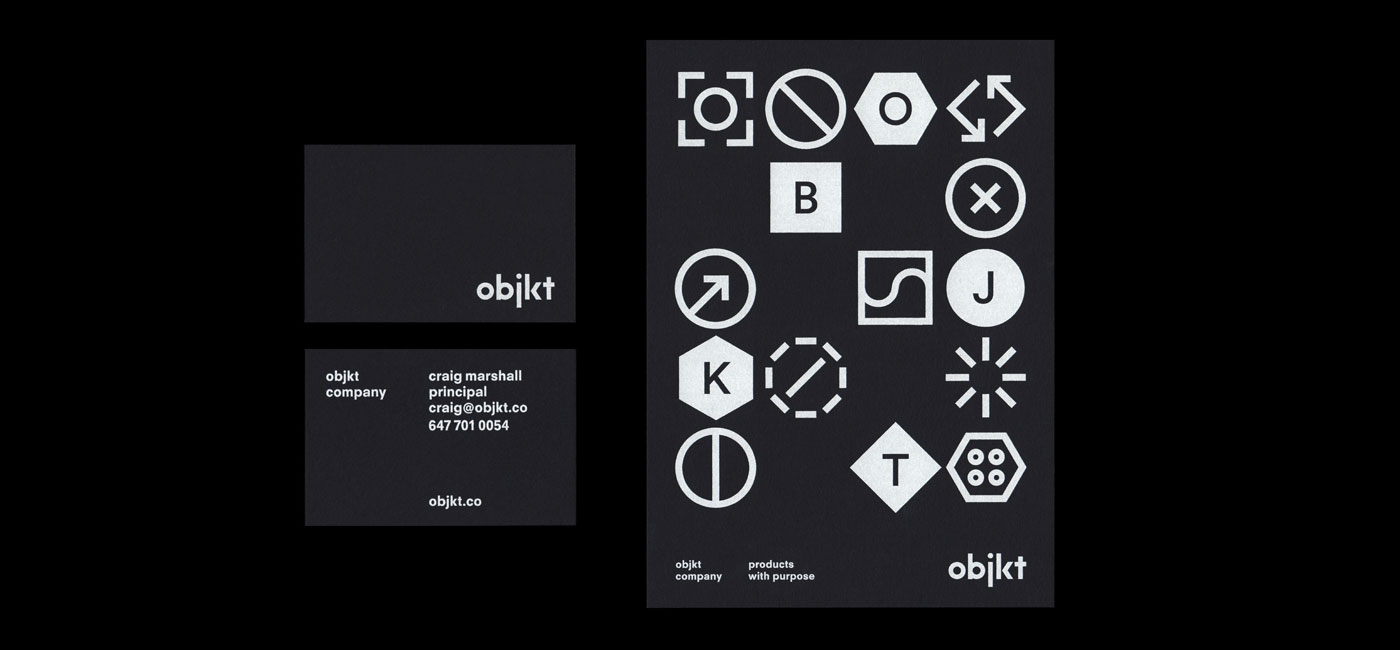 objkt
objkt
company
craig marshall
principal
craig@objkt.co
647 701 0054
objkt.co
O
B
J
K
T
objkt
company
products
with purpose
objkt